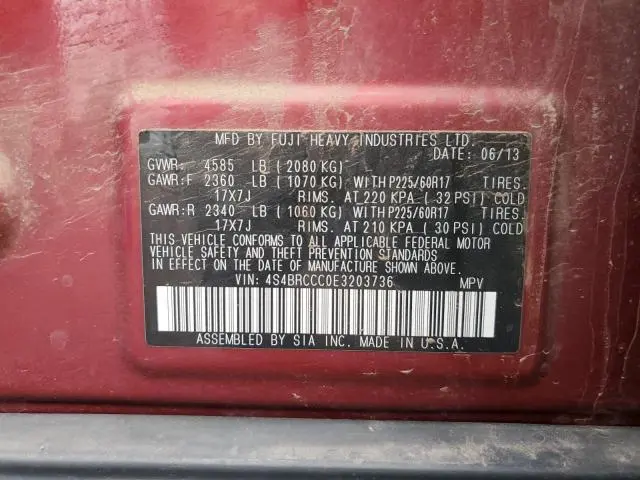 MFD BY FUJI HEAVY INDUSTRIES LTD.
DATE: 06/13
GVWR: 4585 LB ( 2080 KG)
GAWR:F 2360 LB ( 1070 KG) WITH P225/60R17 TIRES.
17X7J RIMS. AT 220 KPA ( 32 PSI) COLD
GAWR:R 2340 LB ( 1060 KG) WITH P225/60R17 TIRES.
17X7J RIMS. AT 210 KPA ( 30 PSI) COLD
THIS VEHICLE CONFORMS TO ALL APPLICABLE FEDERAL MOTOR
VEHICLE SAFETY AND THEFT PREVENTION STANDARDS
IN EFFECT ON THE DATE OF MANUFACTURE SHOWN ABOVE.
VIN: 4S4BRCCC0E3203736 MPV
ASSEMBLED BY SIA INC. MADE IN U.S.A.